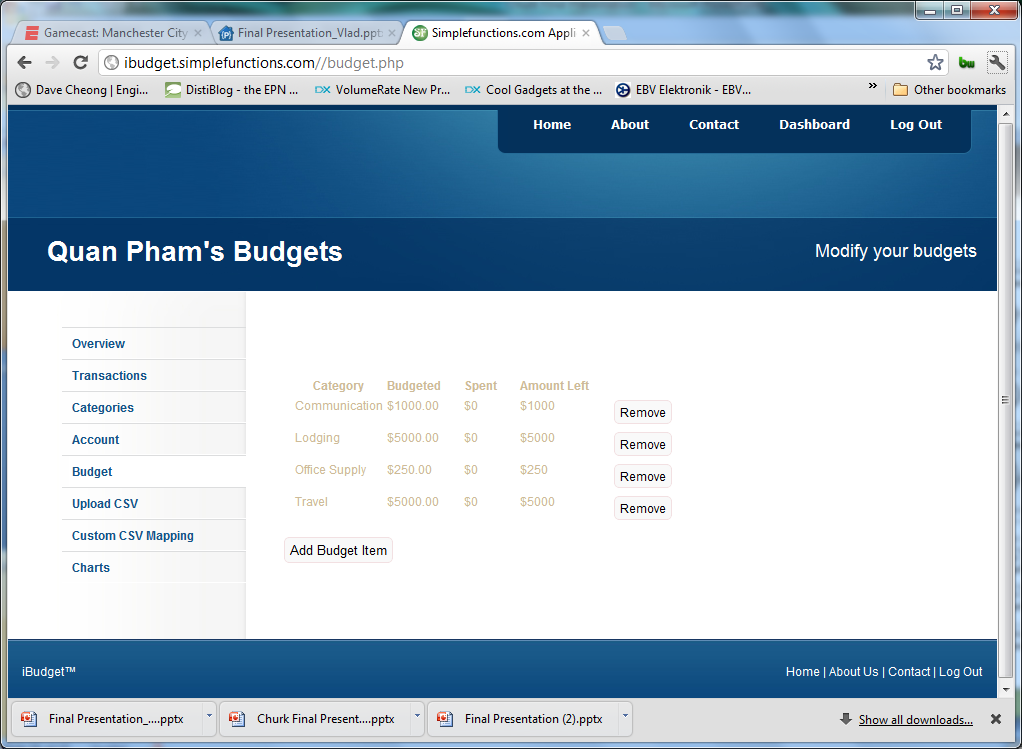 Gamecast: Manchester City
Final Presentation_Vlad.ppt
Simplefunctions.com Appli
ibudget.simplefunctions.com//budget.php
Dave Cheong | Engi...
DistiBlog - the EPN ...
DX VolumeRate New Pr...
DX Cool Gadgets at the ...
EBV Elektronik - EBV...
»
Other bookmarks
Home About Contact Dashboard Log Out
Quan Pham's Budgets
Modify your budgets
Overview
Transactions
Categories
Account
Budget
Upload CSV
Custom CSV Mapping
Charts
Category Budgeted Spent Amount Left
Communication $1000.00 $0 $1000 Remove
Lodging $5000.00 $0 $5000 Remove
Office Supply $250.00 $0 $250 Remove
Travel $5000.00 $0 $5000 Remove
Add Budget Item
iBudget™
Home | About Us | Contact | Log Out
Final Presentation_....pptx
Churk Final Present....pptx
Final Presentation (2).pptx
Show all downloads...